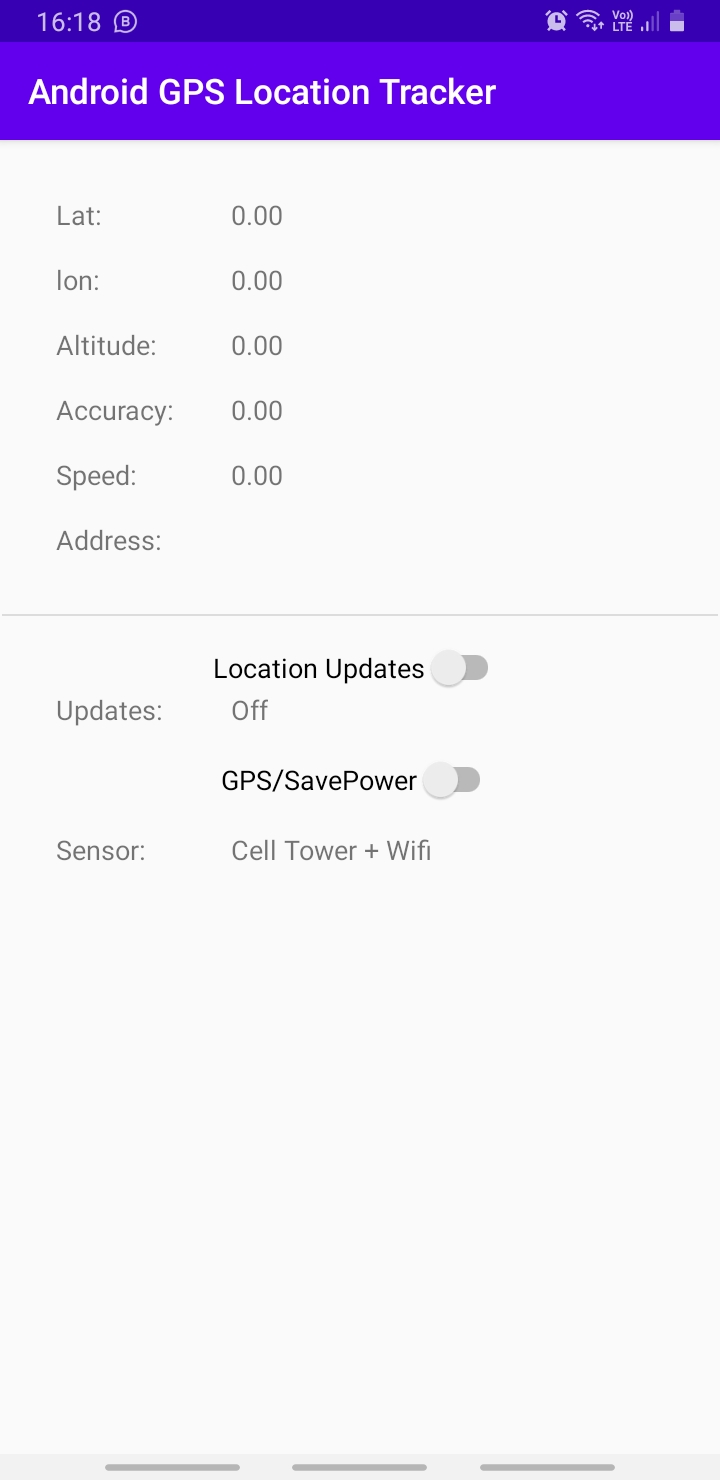 16:18
Vo)) LTE
Android GPS Location Tracker
Lat: 0.00
lon: 0.00
Altitude: 0.00
Accuracy: 0.00
Speed: 0.00
Address:
Location Updates
Updates: Off
GPS/SavePower
Sensor: Cell Tower + Wifi